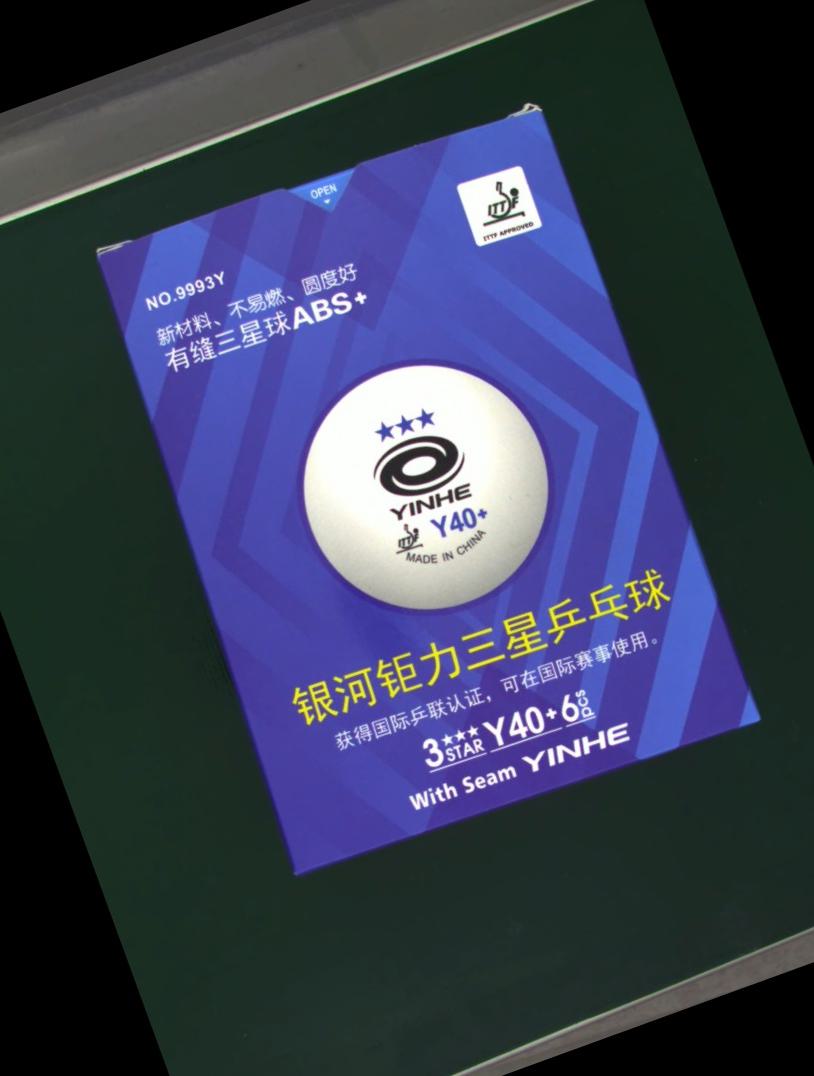 OPEN
ITTF
ITTF APPROVED
NO.9993Y
新材料、不易燃、圆度好
有缝三星球ABS+
YINHE
ITTF Y40+
MADE IN CHINA
银河钜力三星乒乓球
获得国际乒联认证，可在国际赛事使用。
3 STAR Y40+ 6 PCS
With Seam YINHE